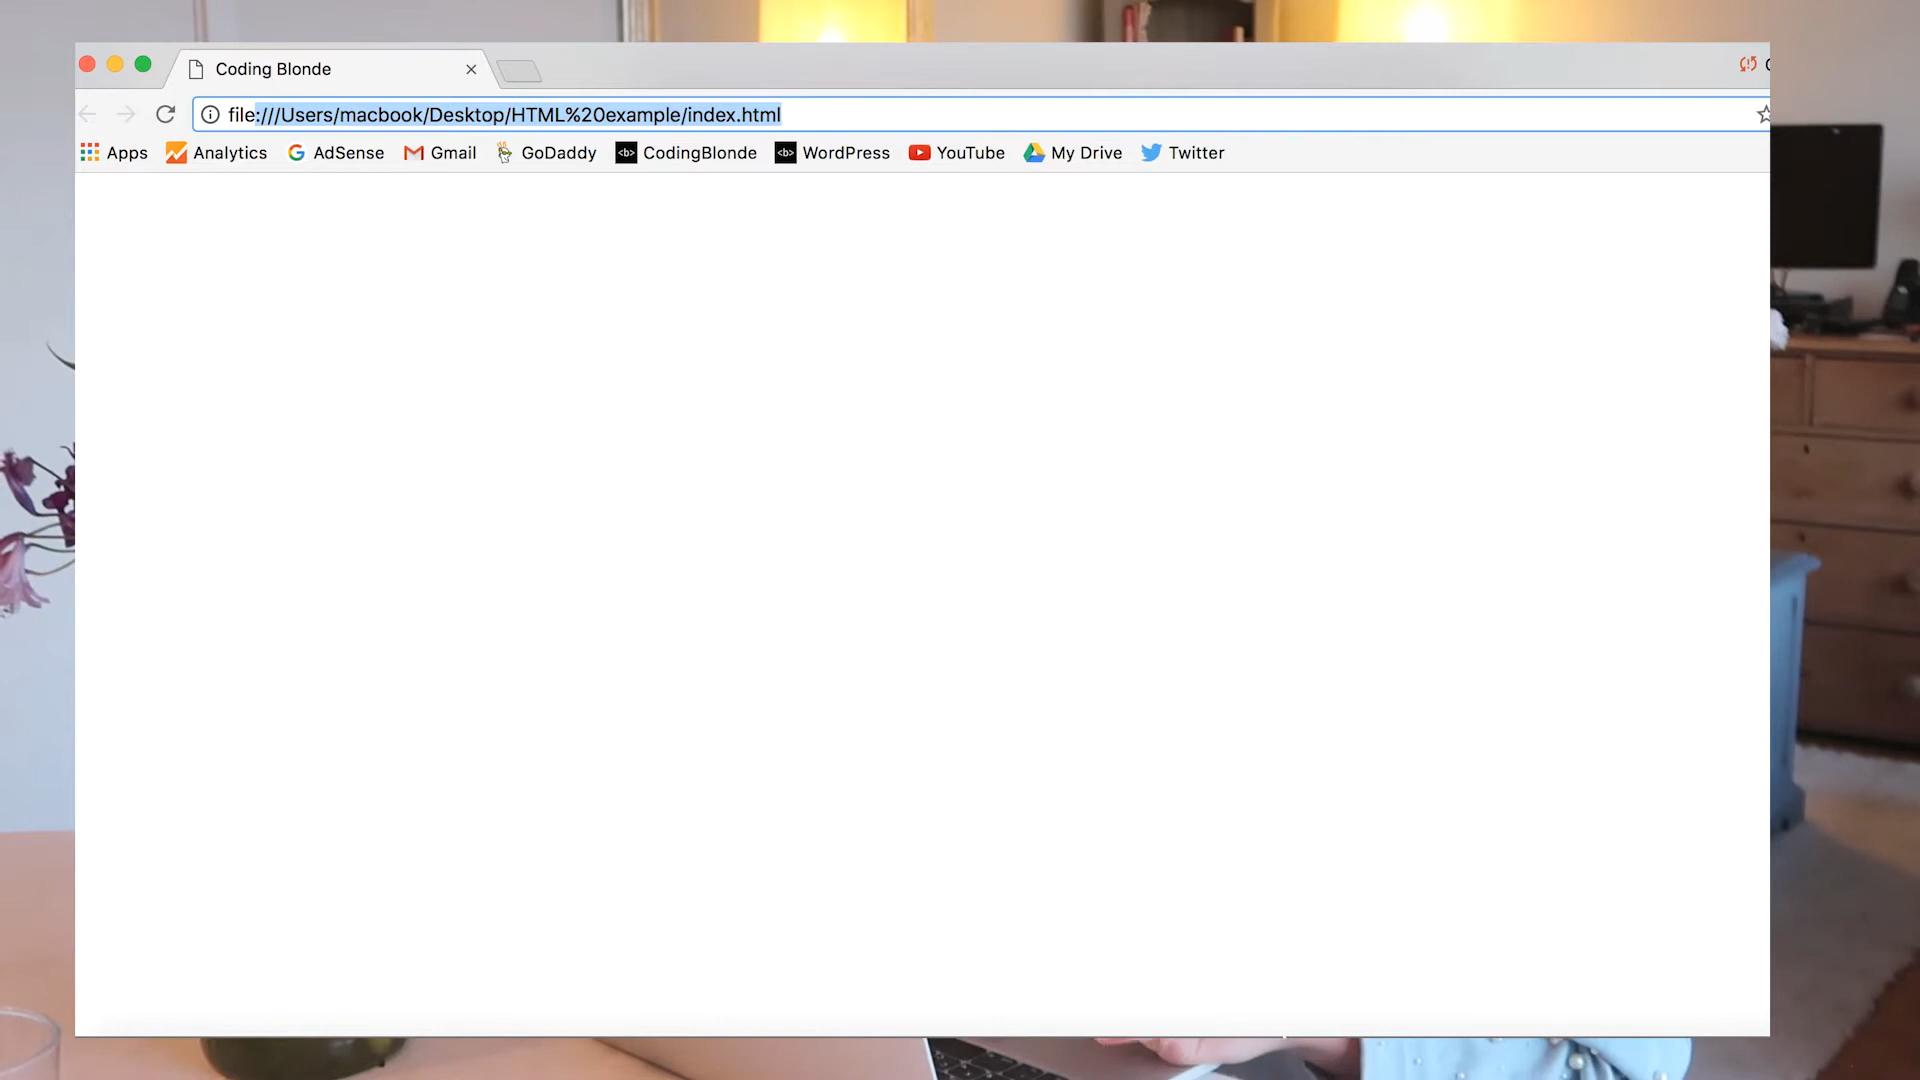 Coding Blonde
file:///Users/macbook/Desktop/HTML%20example/index.html
Apps Analytics AdSense Gmail GoDaddy <b> CodingBlonde <b> WordPress YouTube My Drive Twitter